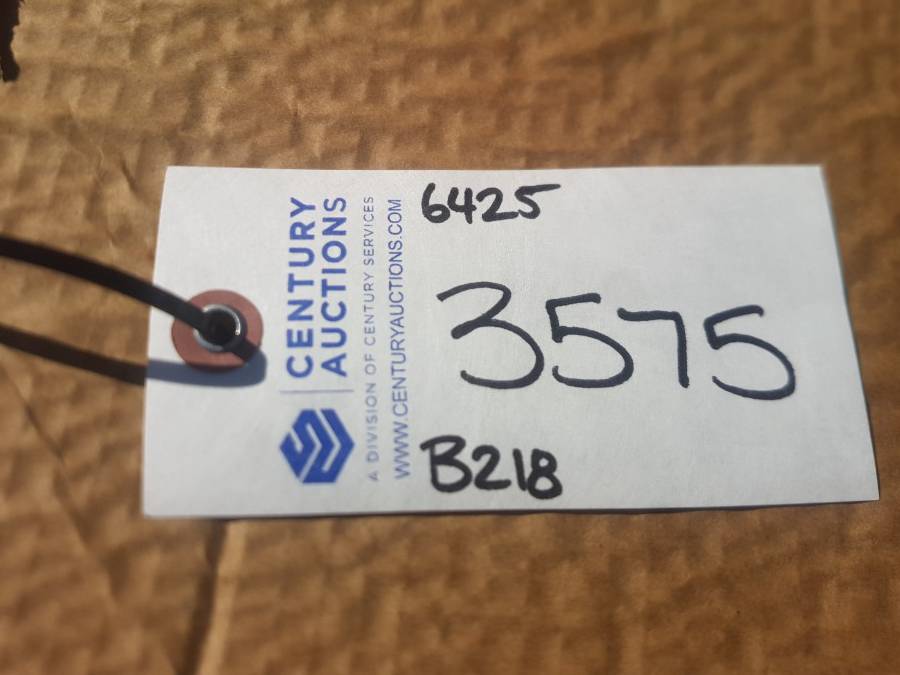 CENTURY
AUCTIONS
A DIVISION OF CENTURY SERVICES
WWW.CENTURYAUCTIONS.COM
6425
3575
B218